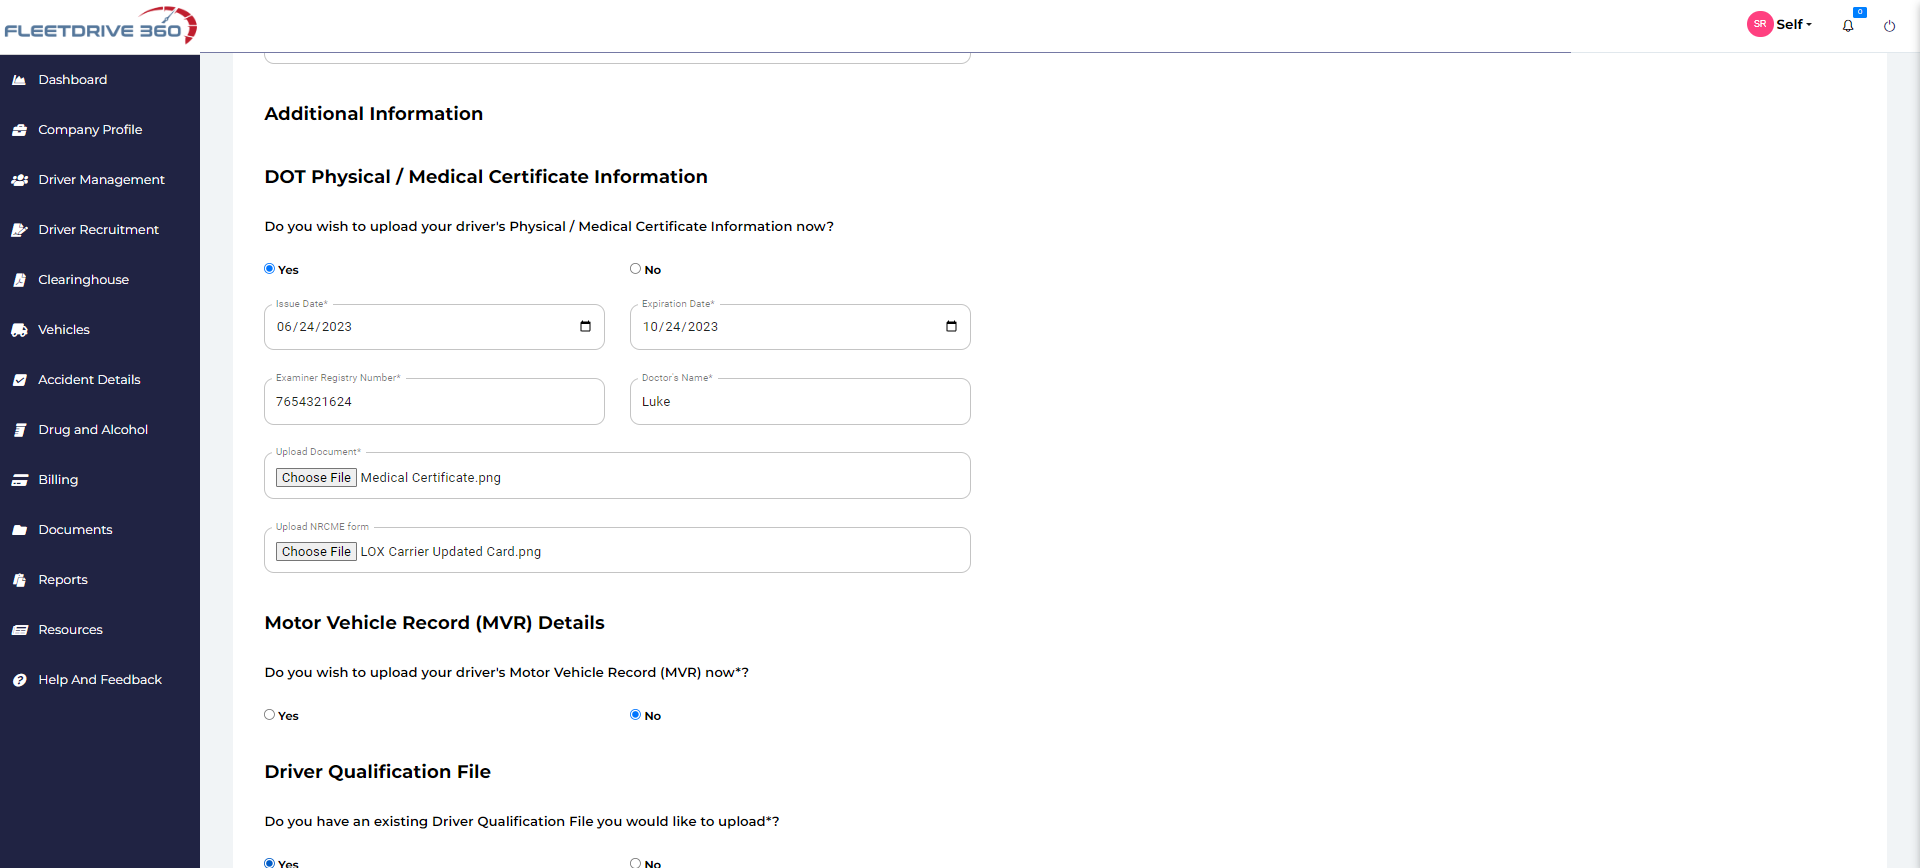 FLEETDRIVE 360
SR Self
0
Dashboard
Company Profile
Driver Management
Driver Recruitment
Clearinghouse
Vehicles
Accident Details
Drug and Alcohol
Billing
Documents
Reports
Resources
Help And Feedback
Additional Information
DOT Physical / Medical Certificate Information
Do you wish to upload your driver's Physical / Medical Certificate Information now?
Yes No
Issue Date* Expiration Date*
06/24/2023 10/24/2023
Examiner Registry Number* Doctor's Name*
7654321624 Luke
Upload Document*
Choose File Medical Certificate.png
Upload NRCME form
Choose File LOX Carrier Updated Card.png
Motor Vehicle Record (MVR) Details
Do you wish to upload your driver's Motor Vehicle Record (MVR) now*?
Yes No
Driver Qualification File
Do you have an existing Driver Qualification File you would like to upload*?
Yes No